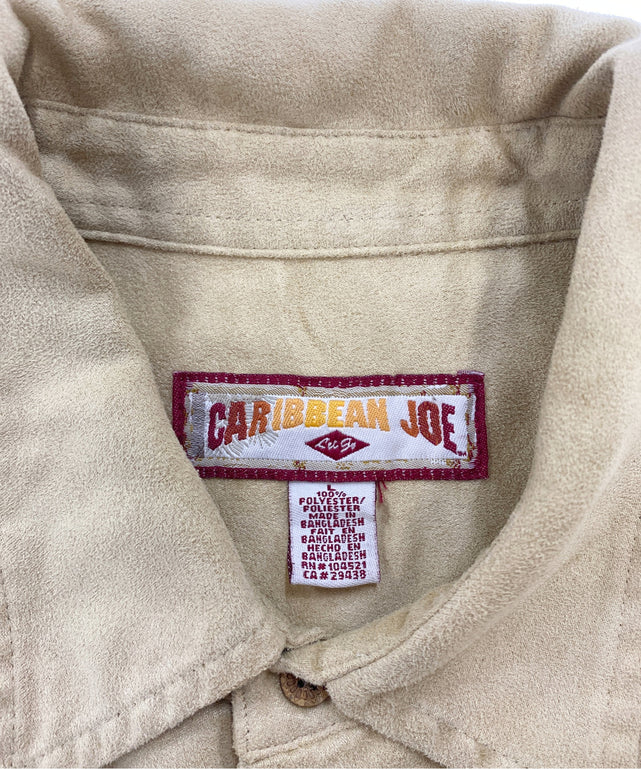 CARIBBEAN JOE
L
100%
POLYESTER/
POLIESTER
MADE IN
BANGLADESH
FAIT EN
BANGLADESH
HECHO EN
BANGLADESH
RN#104521
CA#29438